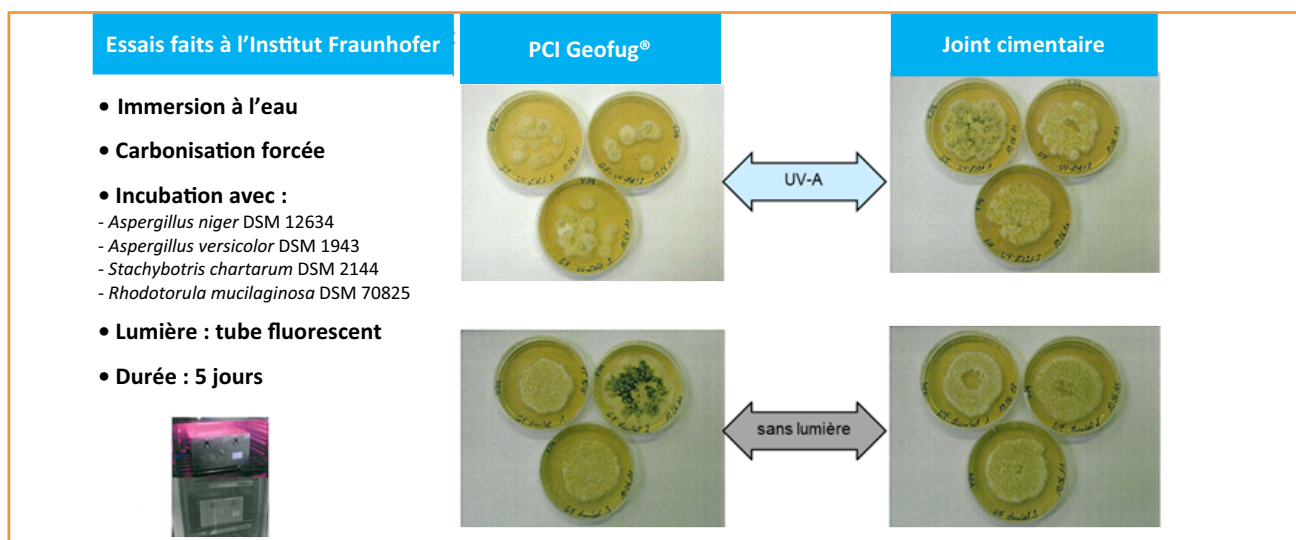 Essais faits à l'Institut Fraunhofer
PCI Geofug®
Joint cimentaire
• Immersion à l'eau
• Carbonisation forcée
• Incubation avec :
- Aspergillus niger DSM 12634
- Aspergillus versicolor DSM 1943
- Stachybotris chartarum DSM 2144
- Rhodotorula mucilaginosa DSM 70825
• Lumière : tube fluorescent
• Durée : 5 jours
UV-A
sans lumière